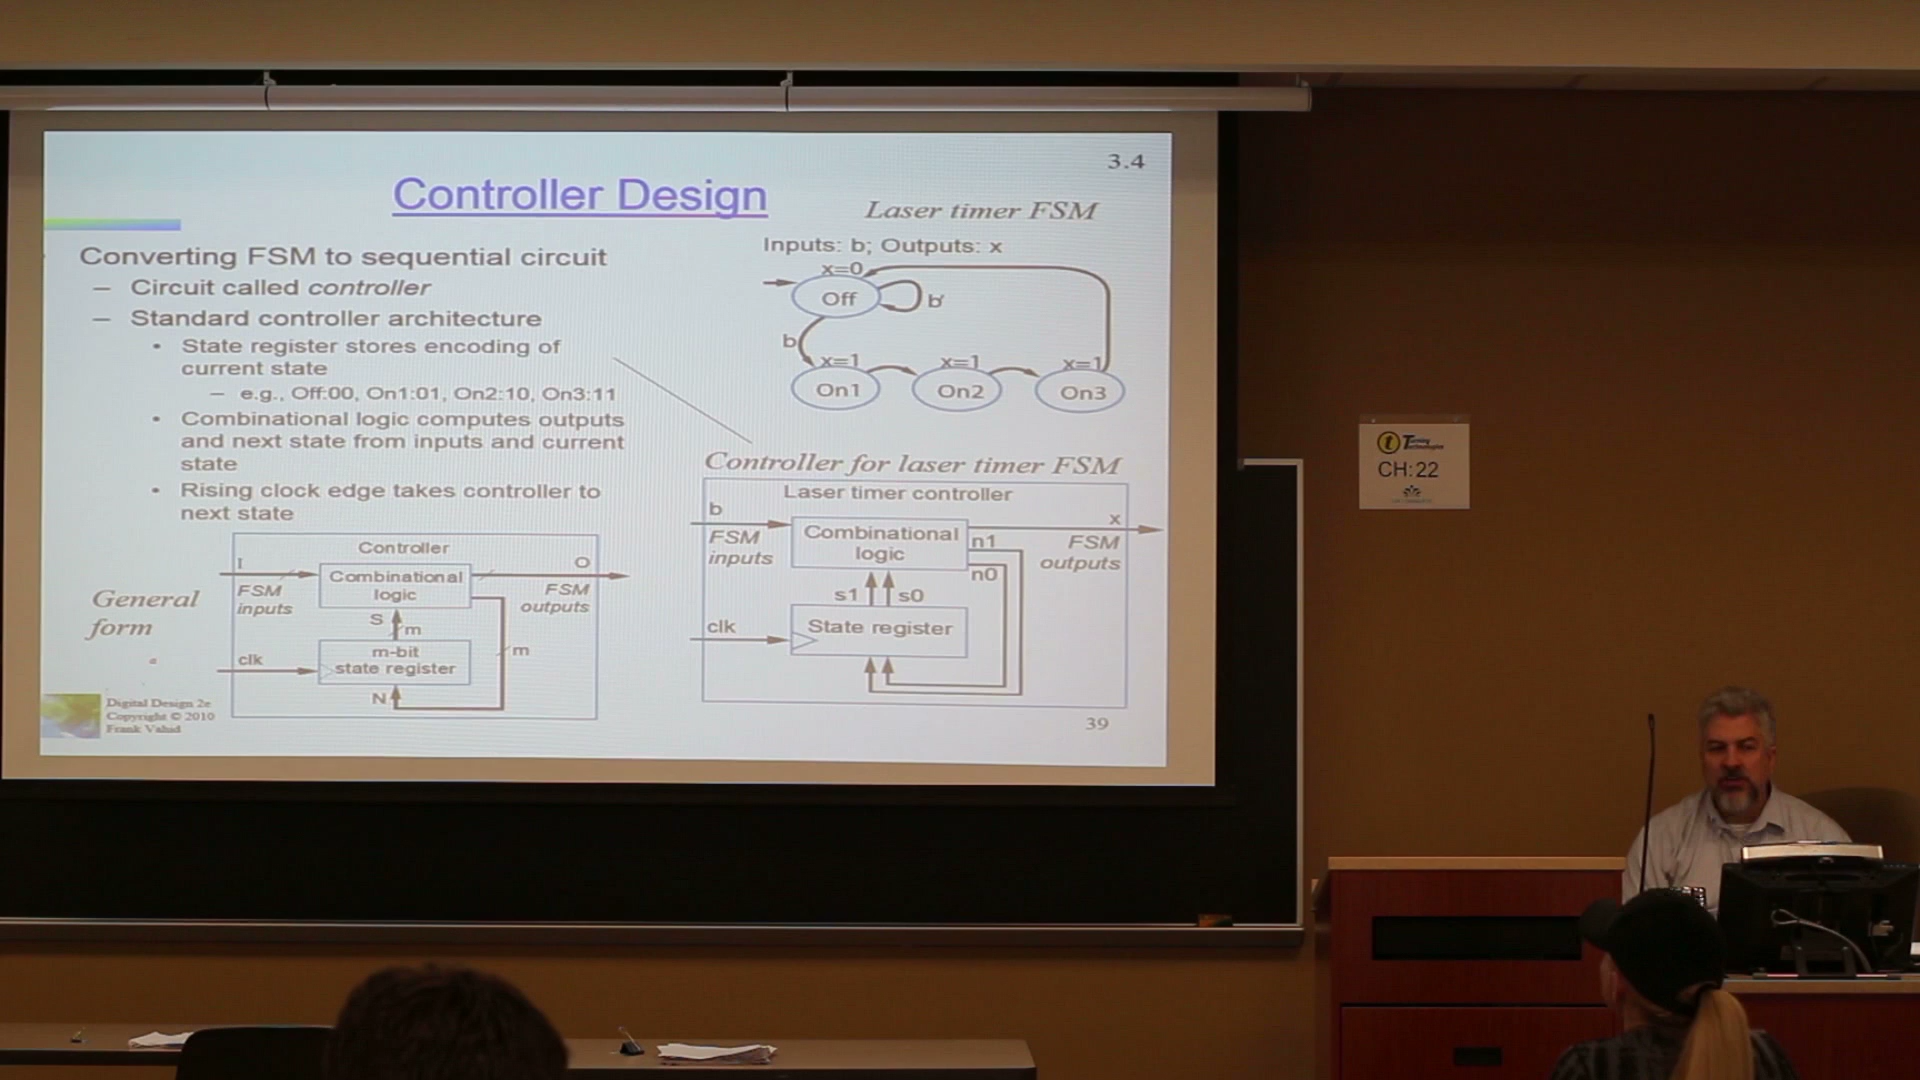 3.4
Controller Design
Laser timer FSM
Converting FSM to sequential circuit
– Circuit called controller
– Standard controller architecture
• State register stores encoding of
current state
– e.g., Off:00, On1:01, On2:10, On3:11
• Combinational logic computes outputs
and next state from inputs and current
state
• Rising clock edge takes controller to
next state
Inputs: b; Outputs: x
x=0
Off
b'
b
x=1
x=1
x=1
On1
On2
On3
Controller for laser timer FSM
Laser timer controller
b
x
FSM
inputs
Combinational
logic
n1
n0
FSM
outputs
s1
s0
clk
State register
General
form
Controller
I
O
FSM
inputs
Combinational
logic
FSM
outputs
S
m
m
clk
m-bit
state register
N
Digital Design 2e
Copyright © 2010
Frank Vahid
39
Turning
Technologies
CH:22